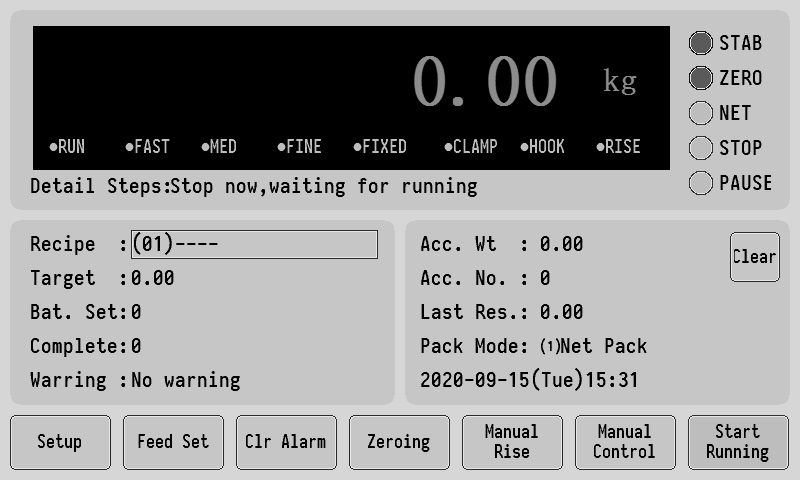 0.00 kg
●RUN ●FAST ●MED ●FINE ●FIXED ●CLAMP ●HOOK ●RISE
STAB
ZERO
NET
STOP
PAUSE
Detail Steps:Stop now,waiting for running
Recipe :(01)----
Target :0.00
Bat. Set:0
Complete:0
Warring :No warning
Acc. Wt : 0.00
Acc. No. : 0
Last Res.: 0.00
Pack Mode: (1)Net Pack
2020-09-15(Tue)15:31
Clear
Setup
Feed Set
Clr Alarm
Zeroing
Manual
Rise
Manual
Control
Start
Running